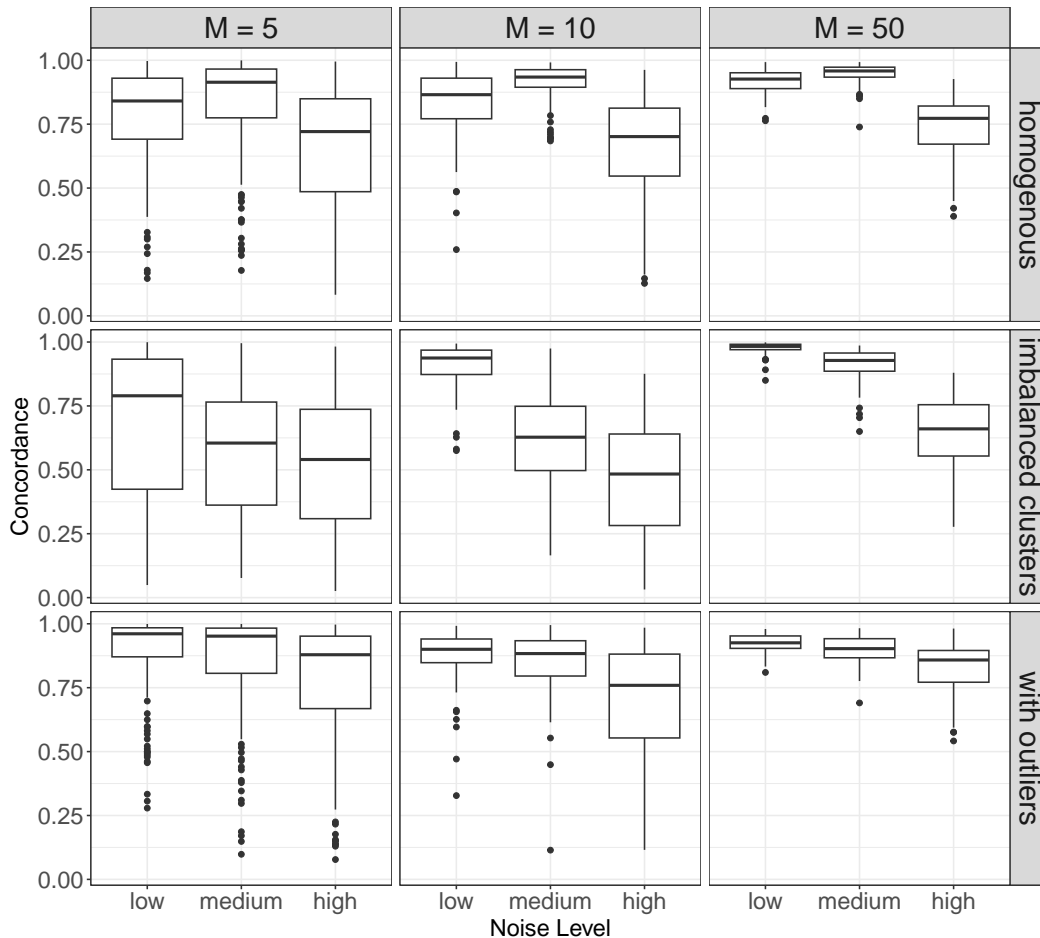 M = 5
M = 10
M = 50
1.00
0.75
0.50
0.25
0.00
homogenous
1.00
0.75
0.50
0.25
0.00
imbalanced clusters
1.00
0.75
0.50
0.25
0.00
with outliers
Concordance
low medium high
low medium high
low medium high
Noise Level